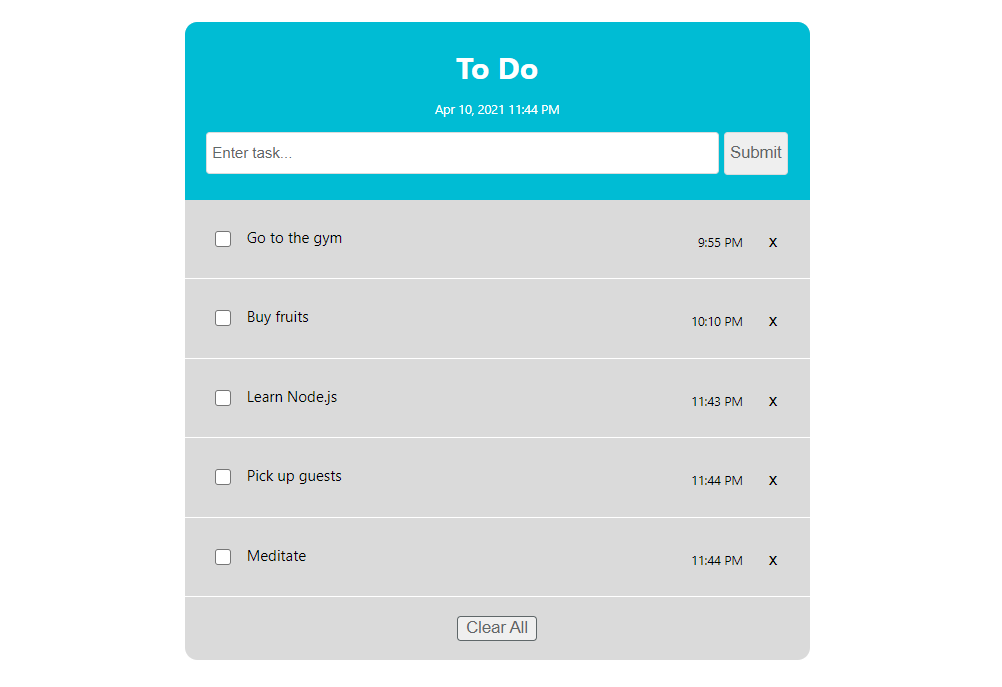 To Do
Apr 10, 2021 11:44 PM
Enter task... Submit
Go to the gym 9:55 PM x
Buy fruits 10:10 PM x
Learn Node.js 11:43 PM x
Pick up guests 11:44 PM x
Meditate 11:44 PM x
Clear All